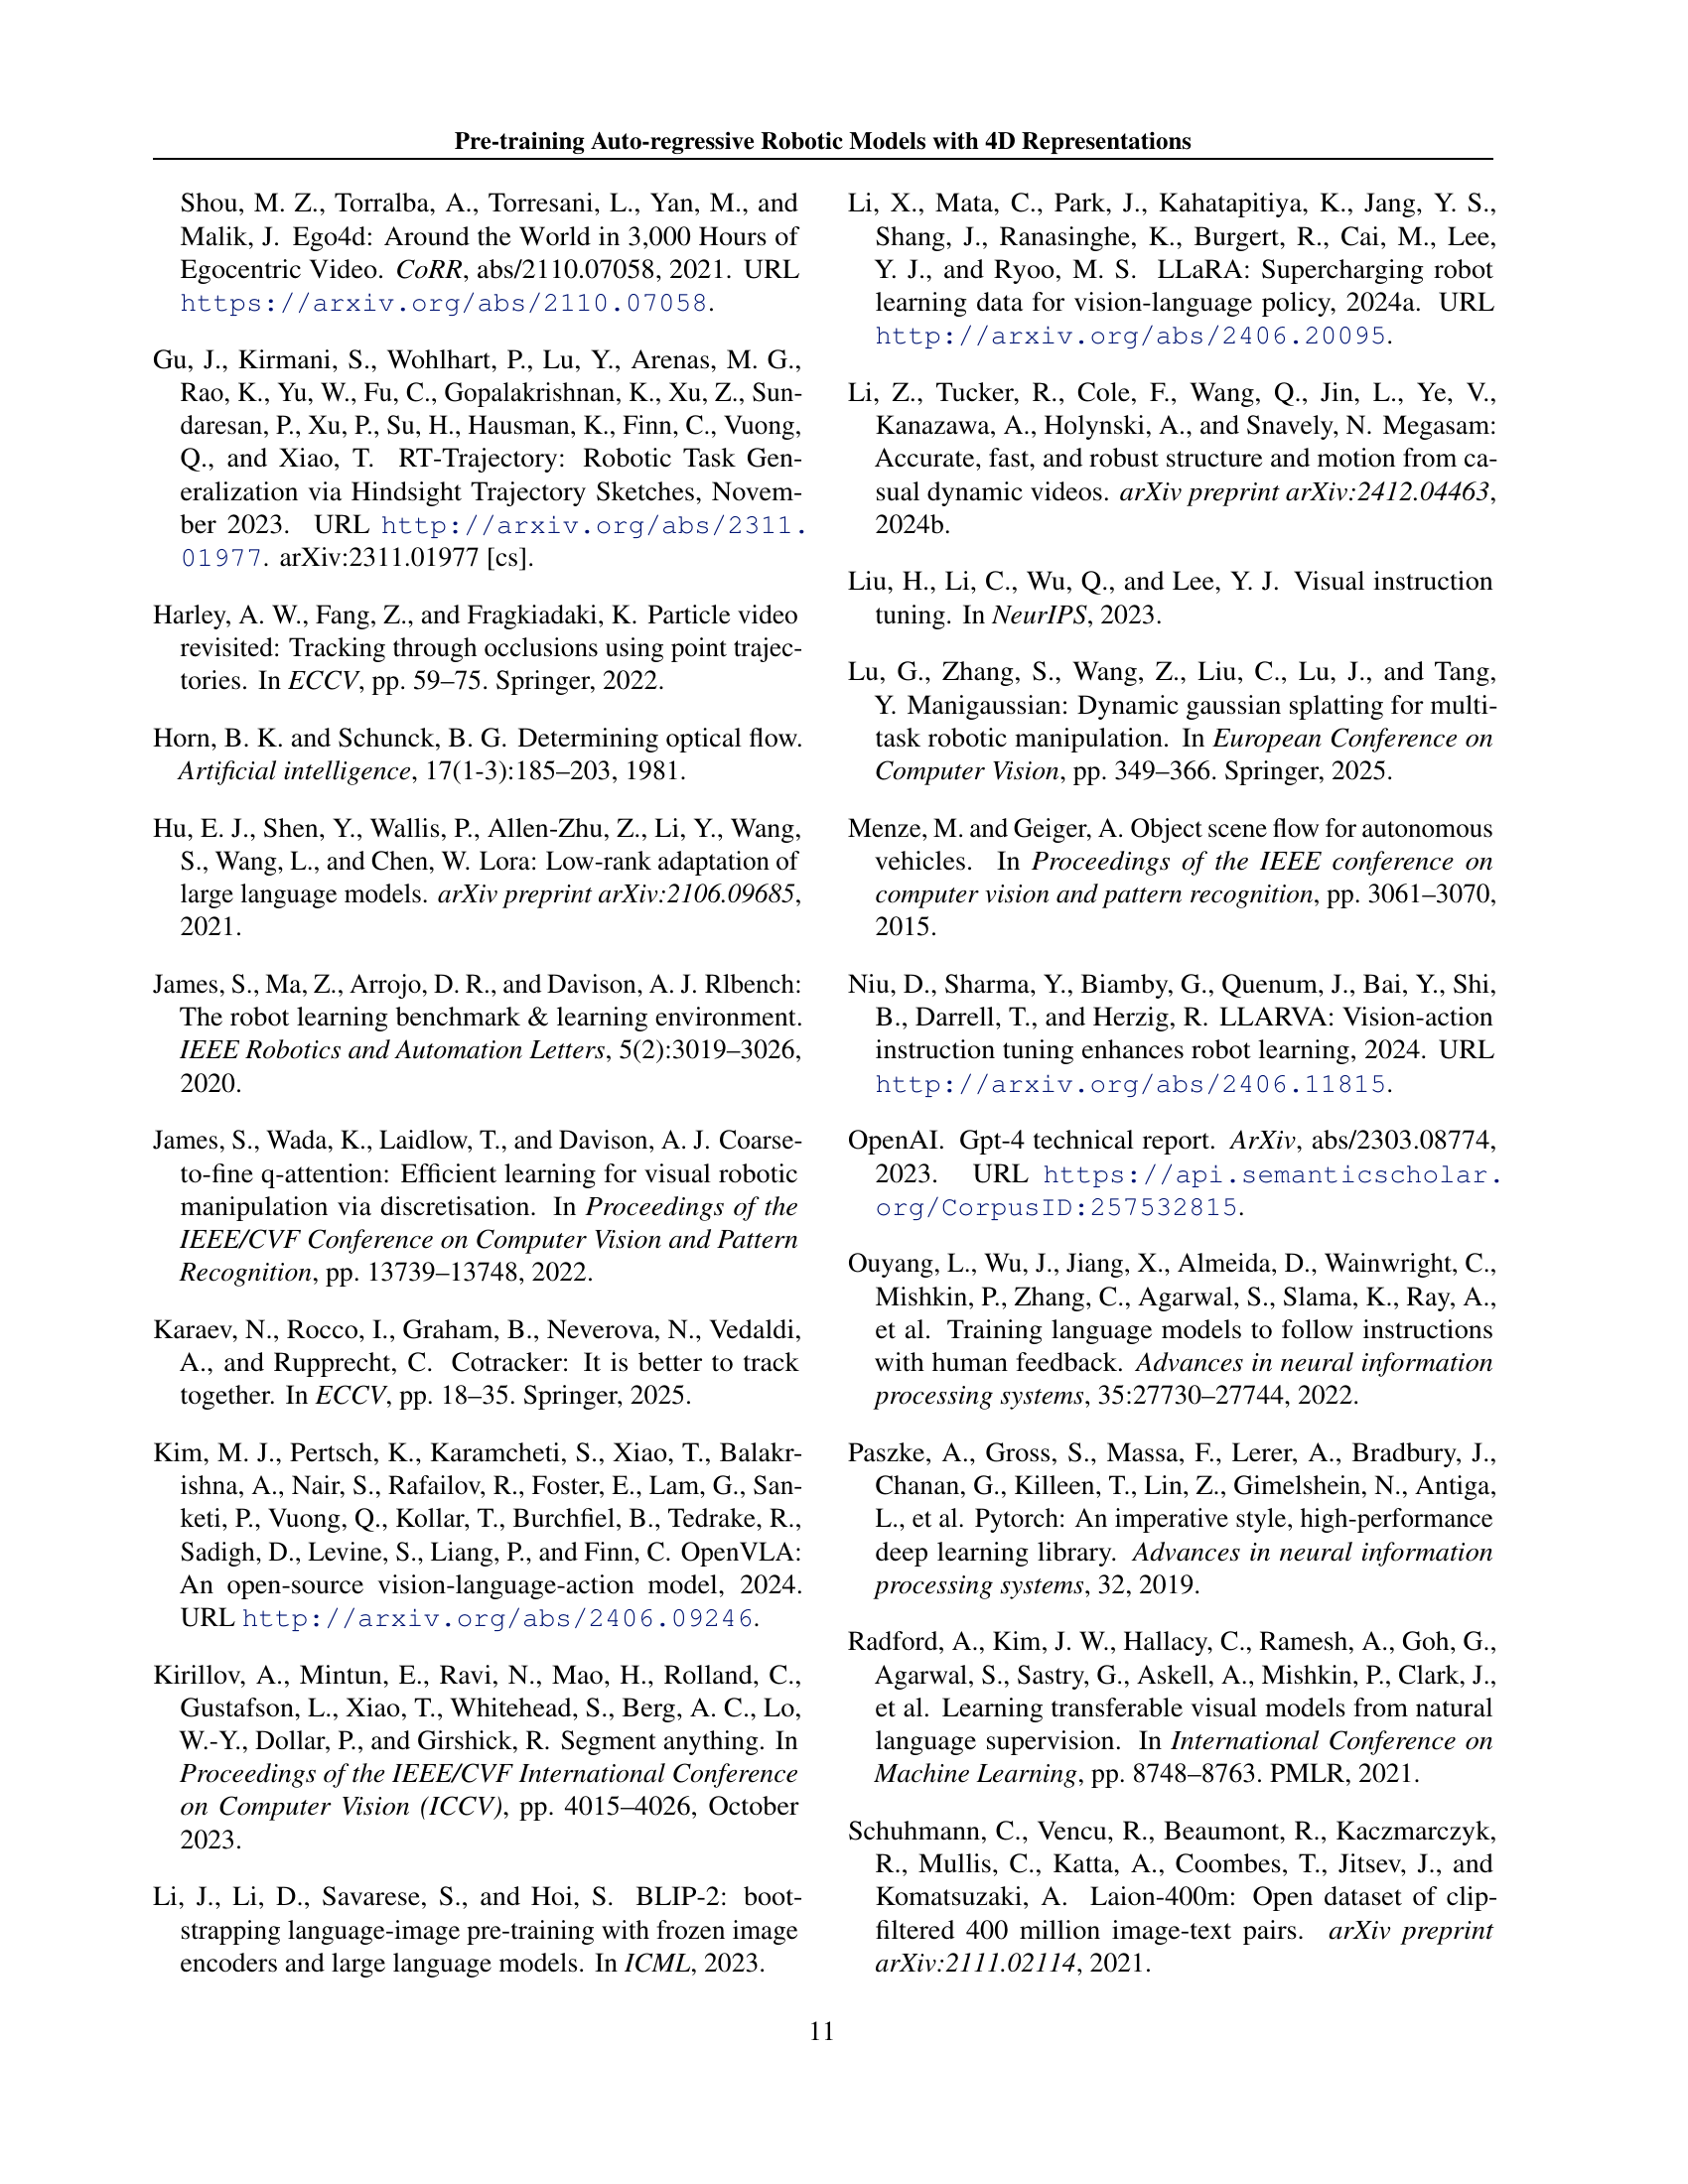 Pre-training Auto-regressive Robotic Models with 4D Representations
Shou, M. Z., Torralba, A., Torresani, L., Yan, M., and
Malik, J. Ego4d: Around the World in 3,000 Hours of
Egocentric Video. CoRR, abs/2110.07058, 2021. URL
https://arxiv.org/abs/2110.07058.
Gu, J., Kirmani, S., Wohlhart, P., Lu, Y., Arenas, M. G.,
Rao, K., Yu, W., Fu, C., Gopalakrishnan, K., Xu, Z., Sun-
daresan, P., Xu, P., Su, H., Hausman, K., Finn, C., Vuong,
Q., and Xiao, T. RT-Trajectory: Robotic Task Gen-
eralization via Hindsight Trajectory Sketches, Novem-
ber 2023. URL http://arxiv.org/abs/2311.
01977. arXiv:2311.01977 [cs].
Harley, A. W., Fang, Z., and Fragkiadaki, K. Particle video
revisited: Tracking through occlusions using point trajec-
tories. In ECCV, pp. 59–75. Springer, 2022.
Horn, B. K. and Schunck, B. G. Determining optical flow.
Artificial intelligence, 17(1-3):185–203, 1981.
Hu, E. J., Shen, Y., Wallis, P., Allen-Zhu, Z., Li, Y., Wang,
S., Wang, L., and Chen, W. Lora: Low-rank adaptation of
large language models. arXiv preprint arXiv:2106.09685,
2021.
James, S., Ma, Z., Arrojo, D. R., and Davison, A. J. Rlbench:
The robot learning benchmark & learning environment.
IEEE Robotics and Automation Letters, 5(2):3019–3026,
2020.
James, S., Wada, K., Laidlow, T., and Davison, A. J. Coarse-
to-fine q-attention: Efficient learning for visual robotic
manipulation via discretisation. In Proceedings of the
IEEE/CVF Conference on Computer Vision and Pattern
Recognition, pp. 13739–13748, 2022.
Karaev, N., Rocco, I., Graham, B., Neverova, N., Vedaldi,
A., and Rupprecht, C. Cotracker: It is better to track
together. In ECCV, pp. 18–35. Springer, 2025.
Kim, M. J., Pertsch, K., Karamcheti, S., Xiao, T., Balakr-
ishna, A., Nair, S., Rafailov, R., Foster, E., Lam, G., San-
keti, P., Vuong, Q., Kollar, T., Burchfiel, B., Tedrake, R.,
Sadigh, D., Levine, S., Liang, P., and Finn, C. OpenVLA:
An open-source vision-language-action model, 2024.
URL http://arxiv.org/abs/2406.09246.
Kirillov, A., Mintun, E., Ravi, N., Mao, H., Rolland, C.,
Gustafson, L., Xiao, T., Whitehead, S., Berg, A. C., Lo,
W.-Y., Dollar, P., and Girshick, R. Segment anything. In
Proceedings of the IEEE/CVF International Conference
on Computer Vision (ICCV), pp. 4015–4026, October
2023.
Li, J., Li, D., Savarese, S., and Hoi, S. BLIP-2: boot-
strapping language-image pre-training with frozen image
encoders and large language models. In ICML, 2023.
Li, X., Mata, C., Park, J., Kahatapitiya, K., Jang, Y. S.,
Shang, J., Ranasinghe, K., Burgert, R., Cai, M., Lee,
Y. J., and Ryoo, M. S. LLaRA: Supercharging robot
learning data for vision-language policy, 2024a. URL
http://arxiv.org/abs/2406.20095.
Li, Z., Tucker, R., Cole, F., Wang, Q., Jin, L., Ye, V.,
Kanazawa, A., Holynski, A., and Snavely, N. Megasam:
Accurate, fast, and robust structure and motion from ca-
sual dynamic videos. arXiv preprint arXiv:2412.04463,
2024b.
Liu, H., Li, C., Wu, Q., and Lee, Y. J. Visual instruction
tuning. In NeurIPS, 2023.
Lu, G., Zhang, S., Wang, Z., Liu, C., Lu, J., and Tang,
Y. Manigaussian: Dynamic gaussian splatting for multi-
task robotic manipulation. In European Conference on
Computer Vision, pp. 349–366. Springer, 2025.
Menze, M. and Geiger, A. Object scene flow for autonomous
vehicles. In Proceedings of the IEEE conference on
computer vision and pattern recognition, pp. 3061–3070,
2015.
Niu, D., Sharma, Y., Biamby, G., Quenum, J., Bai, Y., Shi,
B., Darrell, T., and Herzig, R. LLARVA: Vision-action
instruction tuning enhances robot learning, 2024. URL
http://arxiv.org/abs/2406.11815.
OpenAI. Gpt-4 technical report. ArXiv, abs/2303.08774,
2023. URL https://api.semanticscholar.
org/CorpusID:257532815.
Ouyang, L., Wu, J., Jiang, X., Almeida, D., Wainwright, C.,
Mishkin, P., Zhang, C., Agarwal, S., Slama, K., Ray, A.,
et al. Training language models to follow instructions
with human feedback. Advances in neural information
processing systems, 35:27730–27744, 2022.
Paszke, A., Gross, S., Massa, F., Lerer, A., Bradbury, J.,
Chanan, G., Killeen, T., Lin, Z., Gimelshein, N., Antiga,
L., et al. Pytorch: An imperative style, high-performance
deep learning library. Advances in neural information
processing systems, 32, 2019.
Radford, A., Kim, J. W., Hallacy, C., Ramesh, A., Goh, G.,
Agarwal, S., Sastry, G., Askell, A., Mishkin, P., Clark, J.,
et al. Learning transferable visual models from natural
language supervision. In International Conference on
Machine Learning, pp. 8748–8763. PMLR, 2021.
Schuhmann, C., Vencu, R., Beaumont, R., Kaczmarczyk,
R., Mullis, C., Katta, A., Coombes, T., Jitsev, J., and
Komatsuzaki, A. Laion-400m: Open dataset of clip-
filtered 400 million image-text pairs. arXiv preprint
arXiv:2111.02114, 2021.
11